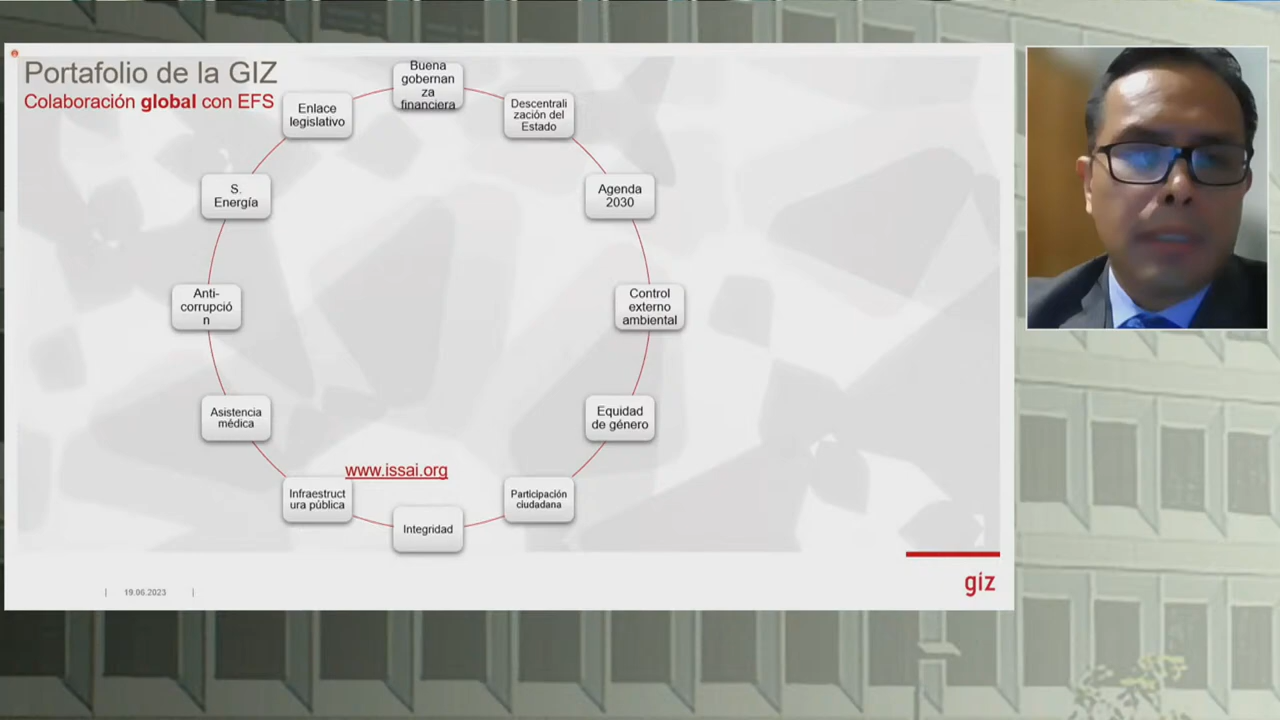 Portafolio de la GIZ
Colaboración global con EFS
Buena
gobernan
za
financiera
Descentrali
zación del
Estado
Agenda
2030
Control
externo
ambiental
Equidad
de género
Participación
ciudadana
Integridad
Infraestruct
ura pública
www.issai.org
Asistencia
médica
Anti-
corrupció
n
S.
Energía
Enlace
legislativo
| 19.06.2023 |
giz